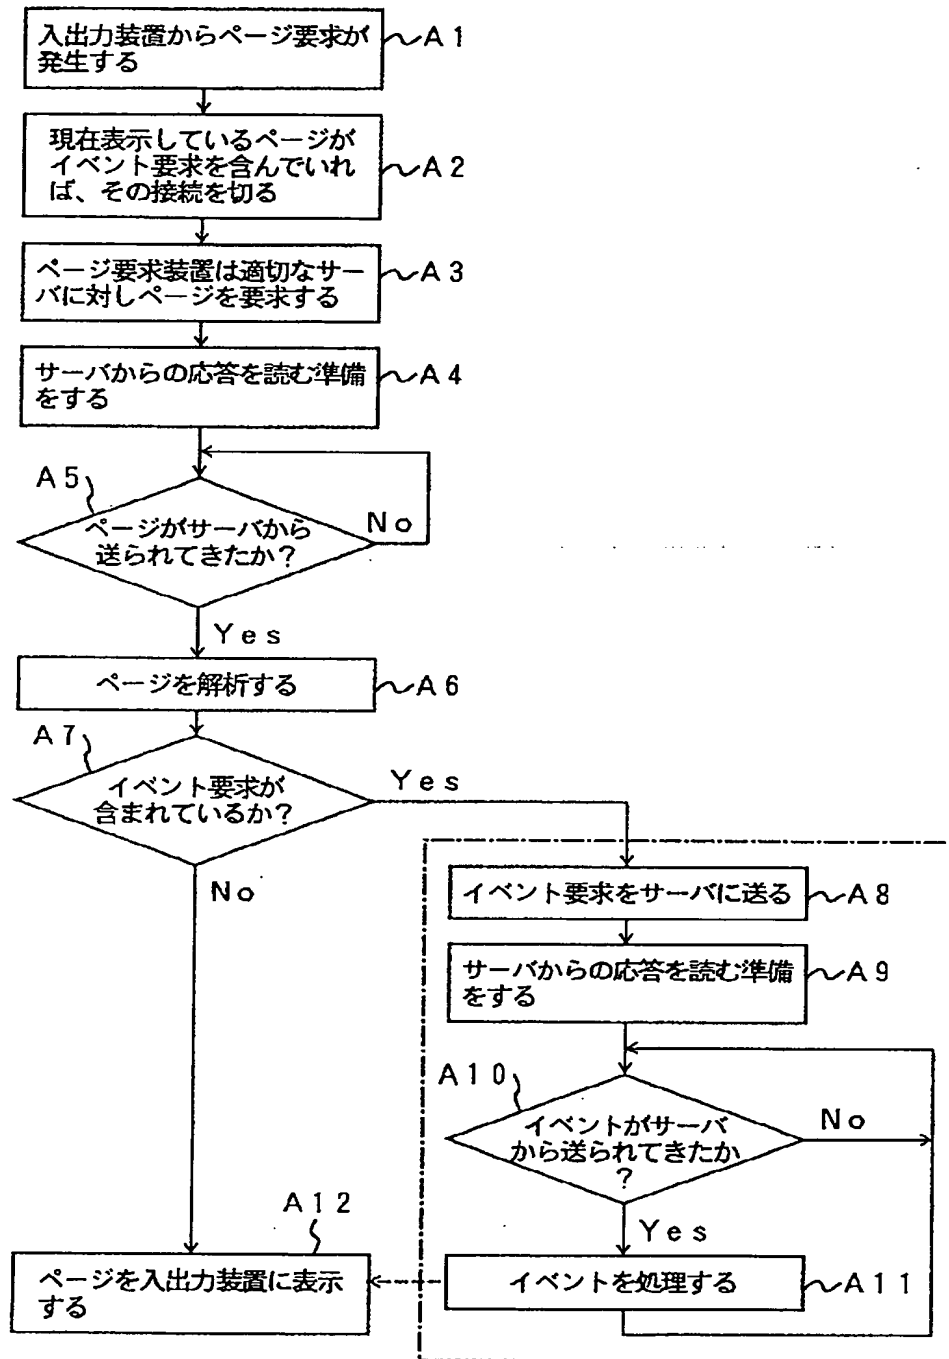 入出力装置からページ要求が
発生する
A1
現在表示しているページが
イベント要求を含んでいれ
ば、その接続を切る
A2
ページ要求装置は適切なサー
バに対しページを要求する
A3
サーバからの応答を読む準備
をする
A4
A5
ページがサーバから
送られてきたか?
No
Yes
ページを解析する
A6
A7
イベント要求が
含まれているか?
Yes
No
イベント要求をサーバに送る
A8
サーバからの応答を読む準備
をする
A9
A10
イベントがサーバ
から送られてきたか
?
No
Yes
イベントを処理する
A11
A12
ページを入出力装置に表示
する